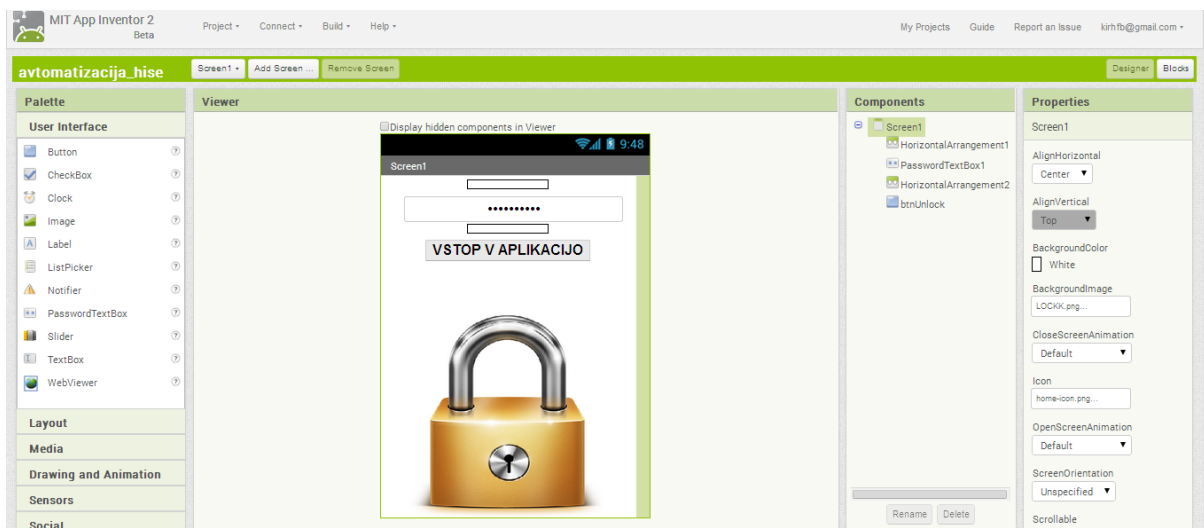 MIT App Inventor 2
Beta
Project Connect Build Help
My Projects Guide Report an Issue kirhfb@gmail.com
avtomatizacija_hise
Screen1 Add Screen ... Remove Screen
Designer Blocks
Palette
User Interface
Button
CheckBox
Clock
Image
Label
ListPicker
Notifier
PasswordTextBox
Slider
TextBox
WebViewer
Layout
Media
Drawing and Animation
Sensors
Social
Viewer
Display hidden components in Viewer
9:48
Screen1
••••••••••
VSTOP V APLIKACIJO
Components
Screen1
HorizontalArrangement1
PasswordTextBox1
HorizontalArrangement2
btnUnlock
Rename Delete
Properties
Screen1
AlignHorizontal
Center
AlignVertical
Top
BackgroundColor
White
BackgroundImage
LOCKK.png...
CloseScreenAnimation
Default
Icon
home-icon.png...
OpenScreenAnimation
Default
ScreenOrientation
Unspecified
Scrollable